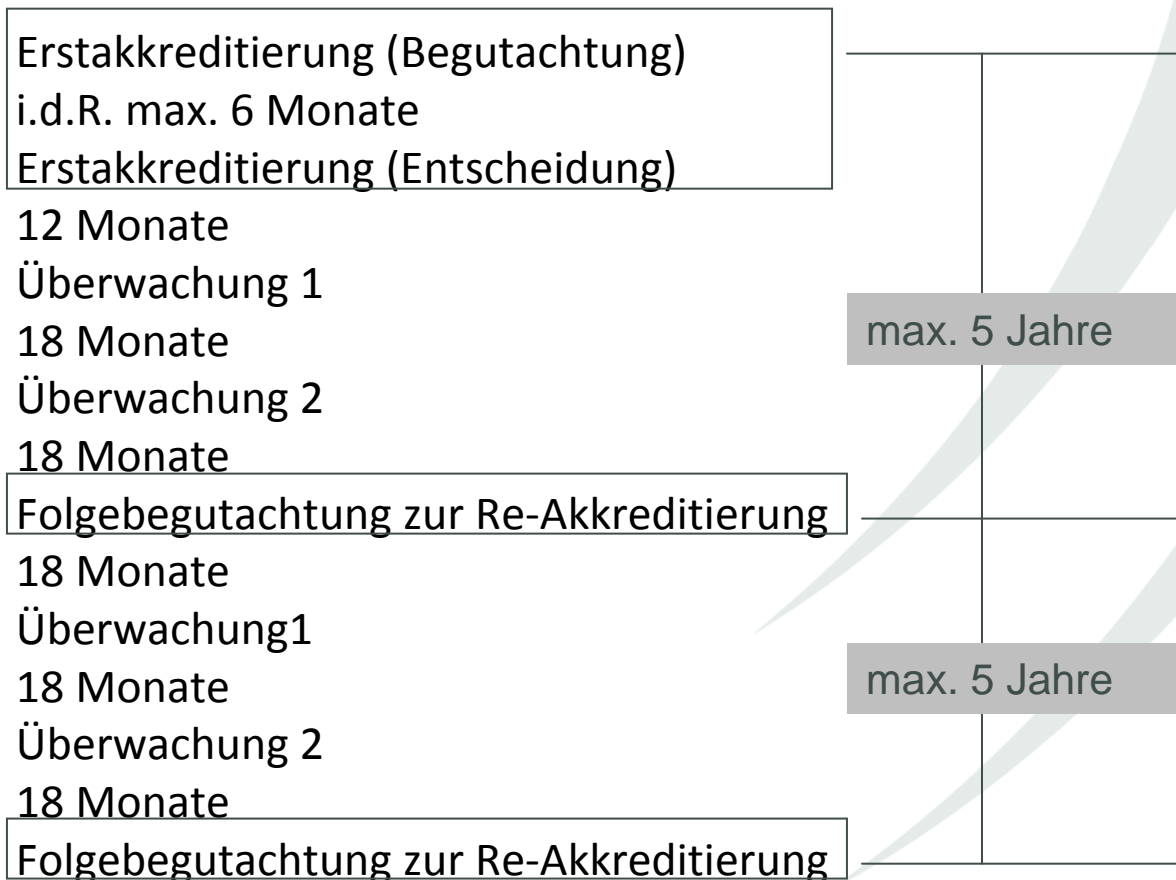 Erstakkreditierung (Begutachtung)
i.d.R. max. 6 Monate
Erstakkreditierung (Entscheidung)
12 Monate
Überwachung 1
18 Monate
Überwachung 2
18 Monate
Folgebegutachtung zur Re-Akkreditierung
18 Monate
Überwachung1
18 Monate
Überwachung 2
18 Monate
Folgebegutachtung zur Re-Akkreditierung
max. 5 Jahre
max. 5 Jahre